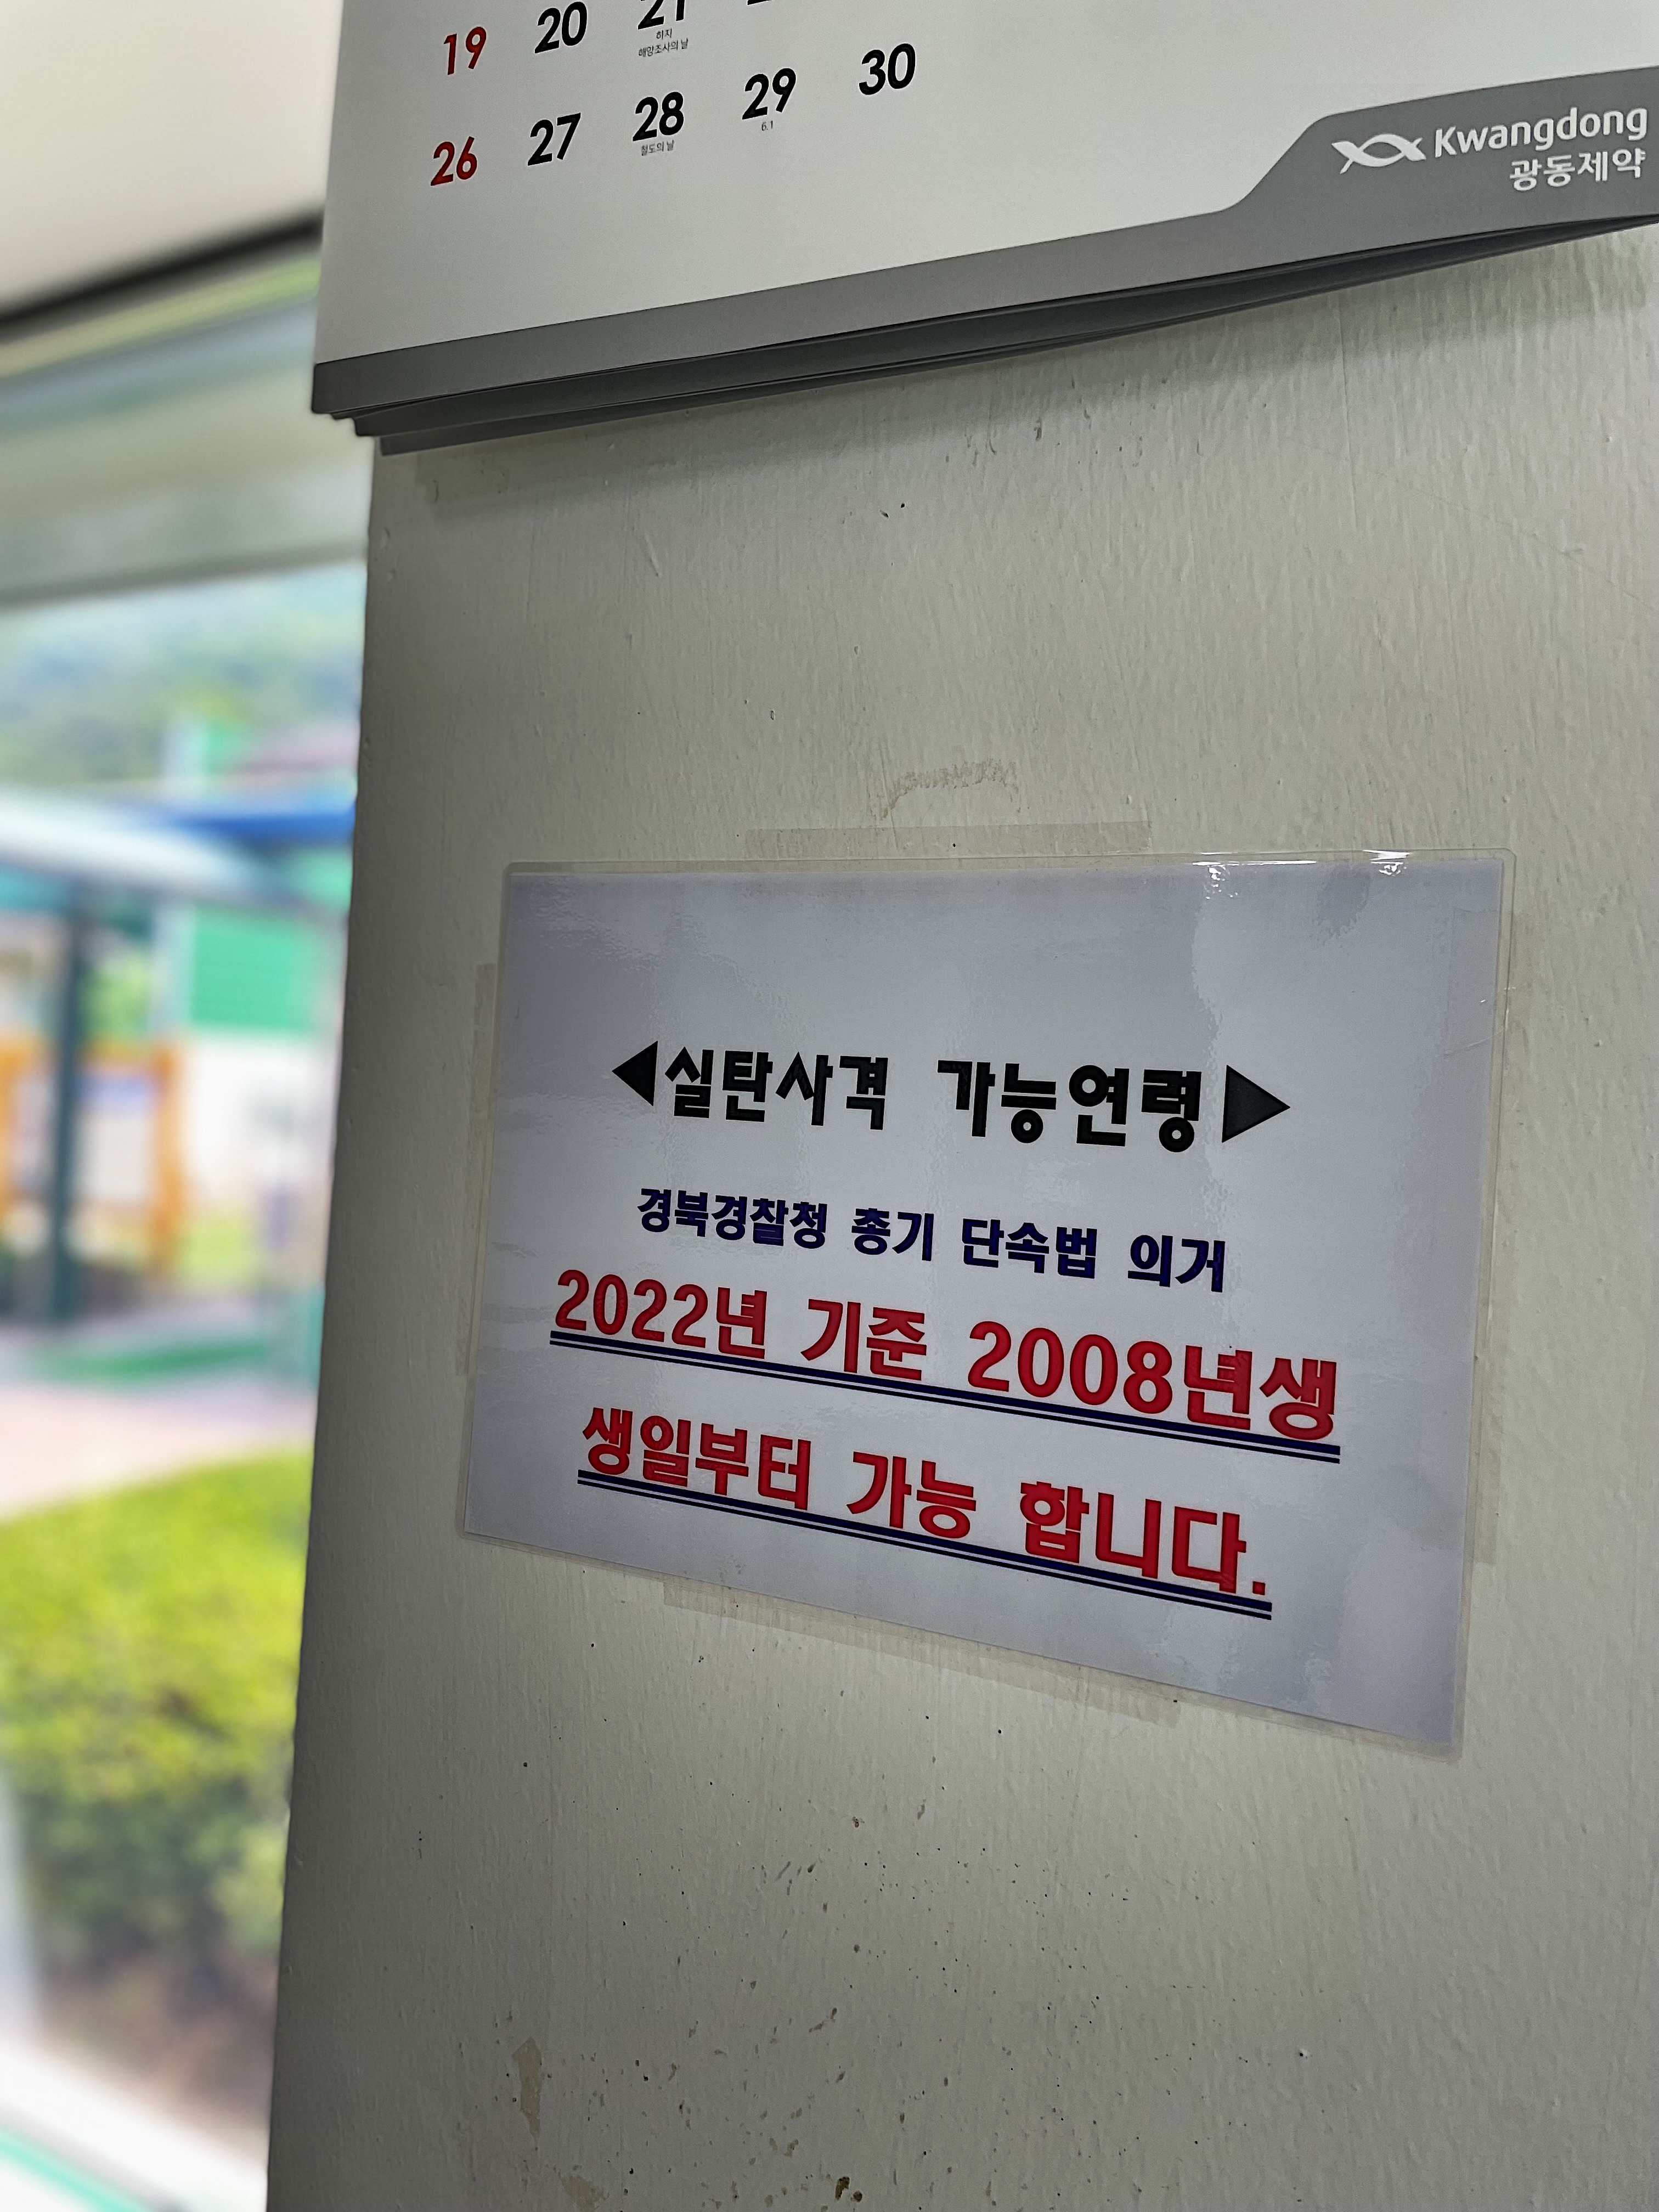 19 20 21
하지
해양조사의 날
26 27 28 29 30
철도의 날 6.1
Kwangdong
광동제약
◀실탄사격 가능연령▶
경북경찰청 총기 단속법 의거
2022년 기준 2008년생
생일부터 가능 합니다.